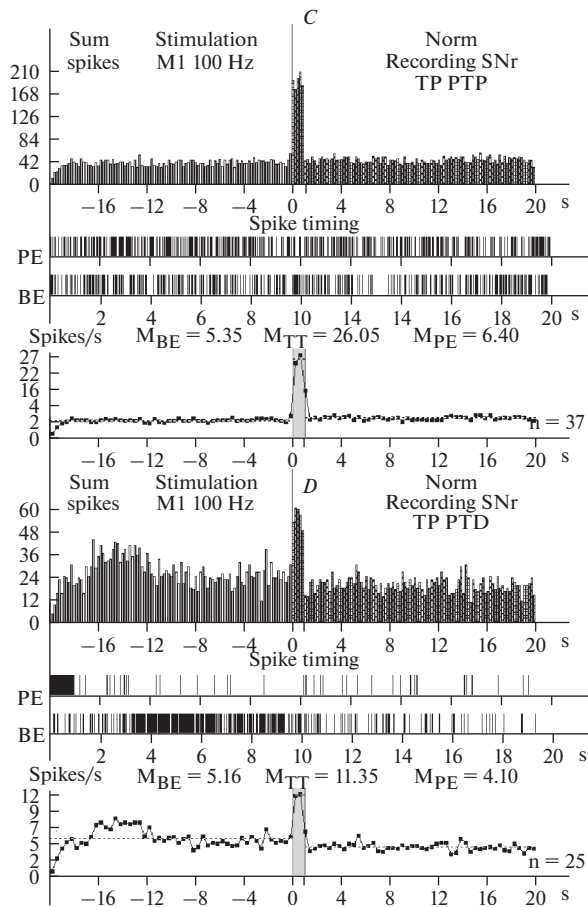 C
Sum Stimulation Norm
spikes M1 100 Hz Recording SNr
TP PTP
210
168
126
84
42
0
−16 −12 −8 −4 0 4 8 12 16 20 s
Spike timing
PE
BE
2 4 6 8 10 12 14 16 18 20 s
Spikes/s M_BE = 5.35 M_TT = 26.05 M_PE = 6.40
27
22
16
11
4
2
0
n = 37
−16 −12 −8 −4 0 4 8 12 16 20 s
D
Sum Stimulation Norm
spikes M1 100 Hz Recording SNr
TP PTD
60
48
36
24
12
0
−16 −12 −8 −4 0 4 8 12 16 20
Spike timing
PE
BE
2 4 6 8 10 12 14 16 18 20 s
Spikes/s M_BE = 5.16 M_TT = 11.35 M_PE = 4.10
12
9
7
5
2
0
n = 25
−16 −12 −8 −4 0 4 8 12 16 20 s